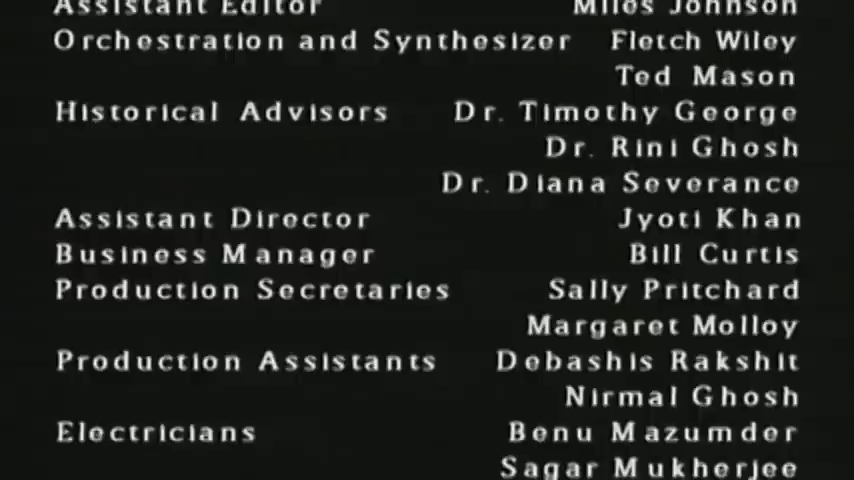 Assistant Editor Miles Johnson
Orchestration and Synthesizer Fletch Wiley
Ted Mason
Historical Advisors Dr. Timothy George
Dr. Rini Ghosh
Dr. Diana Severance
Assistant Director Jyoti Khan
Business Manager Bill Curtis
Production Secretaries Sally Pritchard
Margaret Molloy
Production Assistants Debashis Rakshit
Nirmal Ghosh
Electricians Benu Mazumder
Sagar Mukherjee